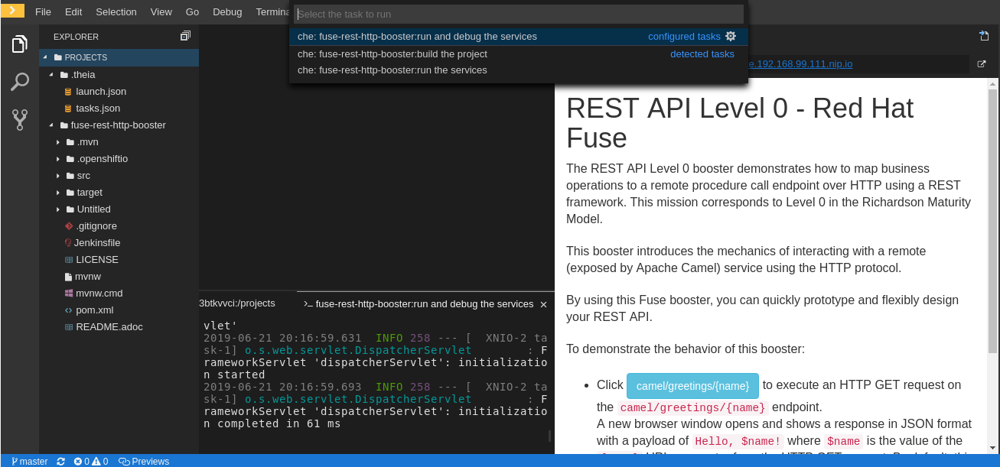 File Edit Selection View Go Debug Termina
Select the task to run
che: fuse-rest-http-booster:run and debug the services configured tasks
che: fuse-rest-http-booster:build the project detected tasks
che: fuse-rest-http-booster:run the services
EXPLORER
PROJECTS
.theia
launch.json
tasks.json
fuse-rest-http-booster
.mvn
.openshiftio
src
target
Untitled
.gitignore
Jenkinsfile
LICENSE
mvnw
mvnw.cmd
pom.xml
README.adoc
3btkvvci:/projects
>_ fuse-rest-http-booster:run and debug the services ×
vlet'
2019-06-21 20:16:59.631  INFO 258 --- [  XNIO-2 ta
sk-1] o.s.web.servlet.DispatcherServlet        : F
rameworkServlet 'dispatcherServlet': initializatio
n started
2019-06-21 20:16:59.693  INFO 258 --- [  XNIO-2 ta
sk-1] o.s.web.servlet.DispatcherServlet        : F
rameworkServlet 'dispatcherServlet': initializatio
n completed in 61 ms
e.192.168.99.111.nip.io
REST API Level 0 - Red Hat
Fuse
The REST API Level 0 booster demonstrates how to map business
operations to a remote procedure call endpoint over HTTP using a REST
framework. This mission corresponds to Level 0 in the Richardson Maturity
Model.
This booster introduces the mechanics of interacting with a remote
(exposed by Apache Camel) service using the HTTP protocol.
By using this Fuse booster, you can quickly prototype and flexibly design
your REST API.
To demonstrate the behavior of this booster:
• Click camel/greetings/{name} to execute an HTTP GET request on
the camel/greetings/{name} endpoint.
A new browser window opens and shows a response in JSON format
with a payload of Hello, $name! where $name is the value of the
master 0 0 Previews